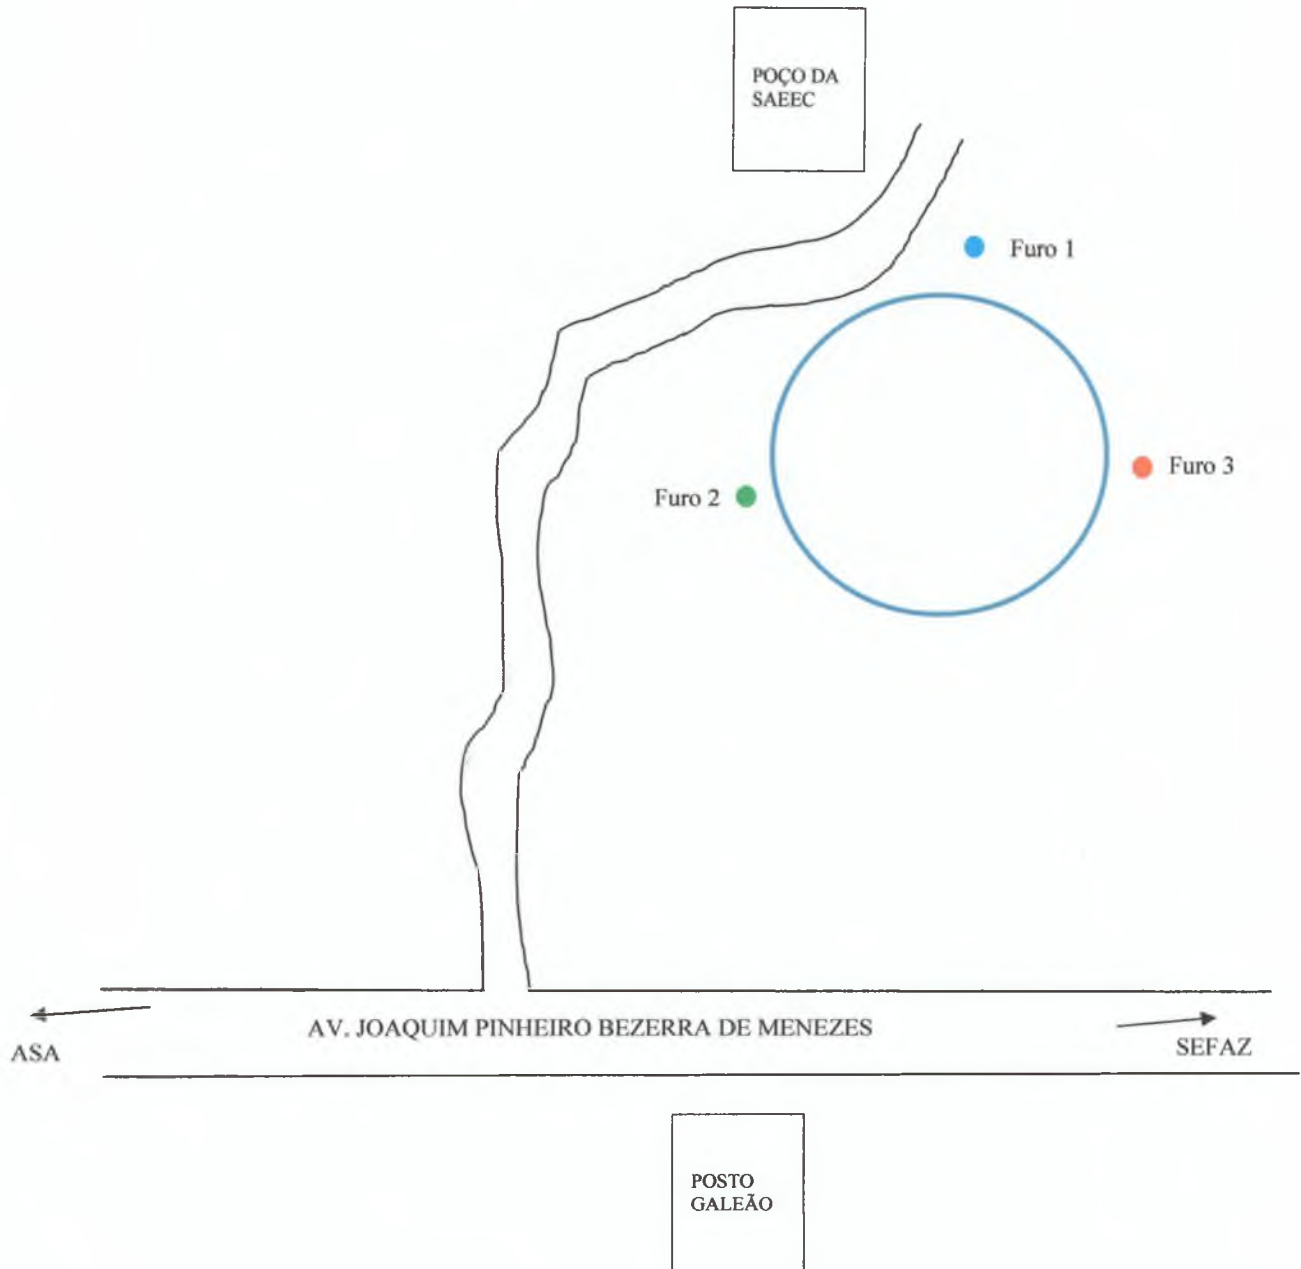 POÇO DA
SAEEC
Furo 1
Furo 3
Furo 2
AV. JOAQUIM PINHEIRO BEZERRA DE MENEZES
ASA
SEFAZ
POSTO
GALEÃO